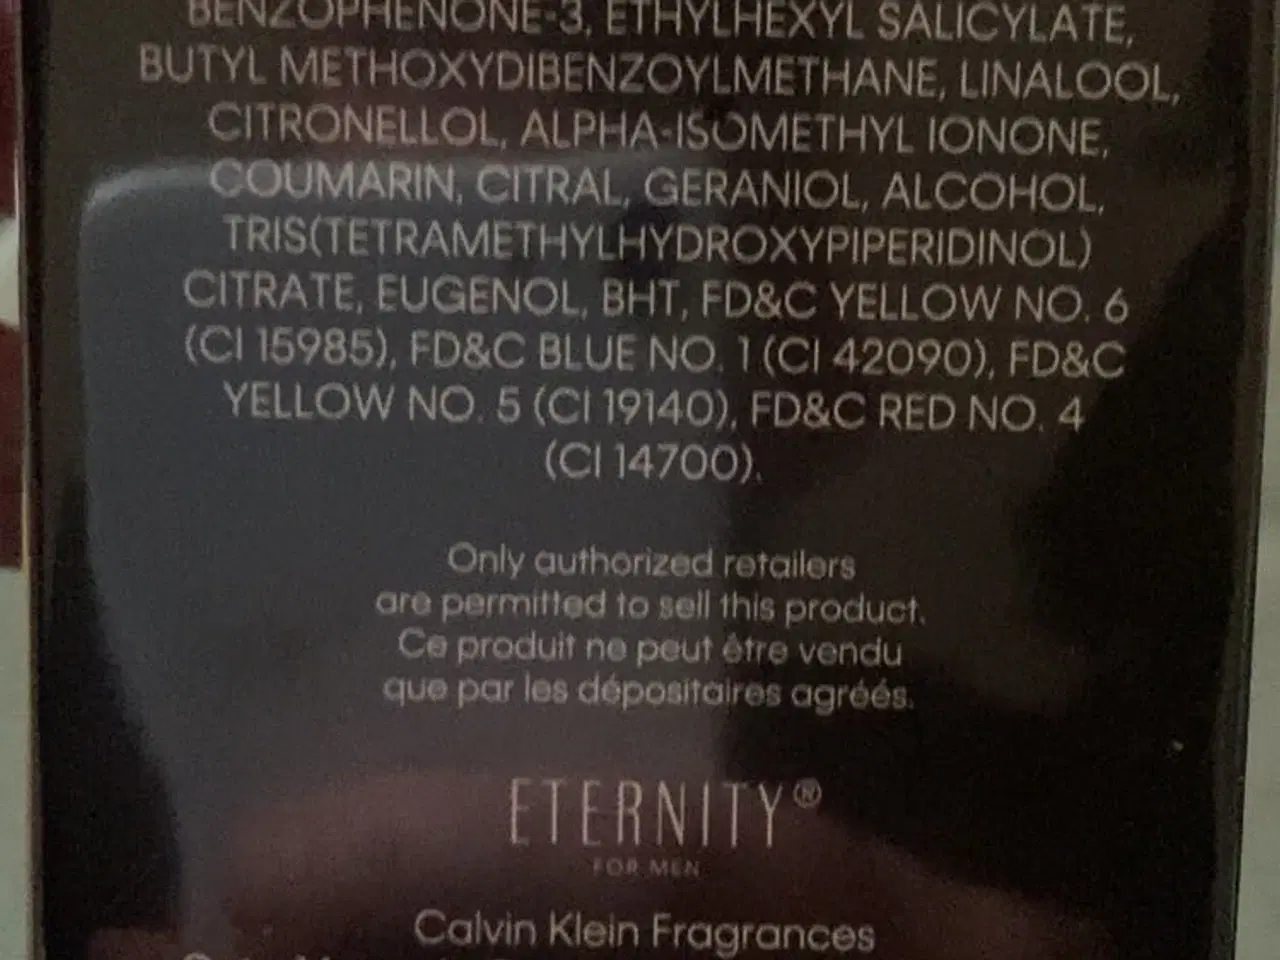 BENZOPHENONE-3, ETHYLHEXYL SALICYLATE,
BUTYL METHOXYDIBENZOYLMETHANE, LINALOOL,
CITRONELLOL, ALPHA-ISOMETHYL IONONE,
COUMARIN, CITRAL, GERANIOL, ALCOHOL,
TRIS(TETRAMETHYLHYDROXYPIPERIDINOL)
CITRATE, EUGENOL, BHT, FD&C YELLOW NO. 6
(CI 15985), FD&C BLUE NO. 1 (CI 42090), FD&C
YELLOW NO. 5 (CI 19140), FD&C RED NO. 4
(CI 14700).
Only authorized retailers
are permitted to sell this product.
Ce produit ne peut être vendu
que par les dépositaires agréés.
ETERNITY®
FOR MEN
Calvin Klein Fragrances